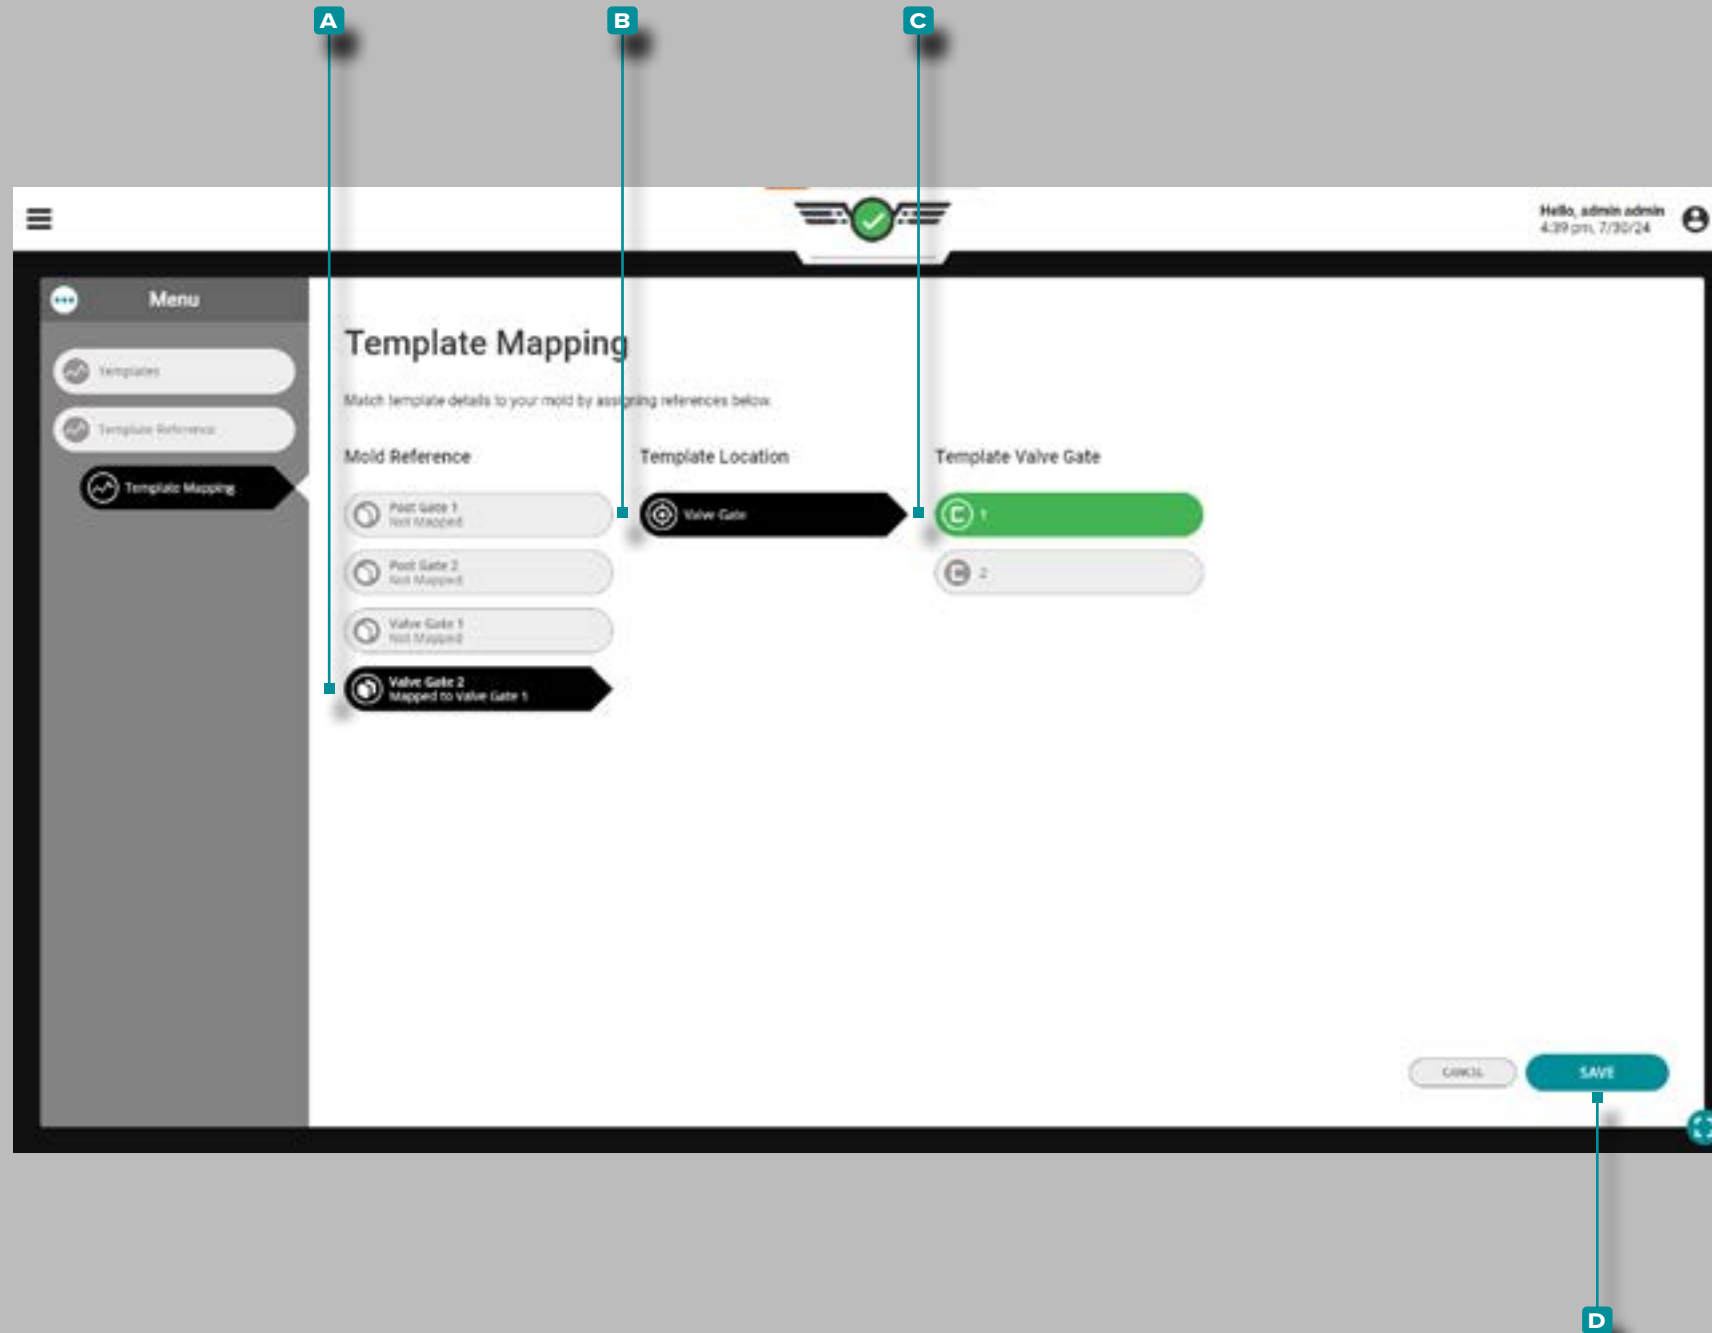 A
B
C
Hello, admin admin
4:39 pm, 7/30/24
Menu
Templates
Template Reference
Template Mapping
Template Mapping
Match template details to your mold by assigning references below.
Mold Reference
Template Location
Template Valve Gate
Post Gate 1
Not Mapped
Valve Gate
1
Post Gate 2
Not Mapped
2
Valve Gate 1
Not Mapped
Valve Gate 2
Mapped to Valve Gate 1
CANCEL
SAVE
D